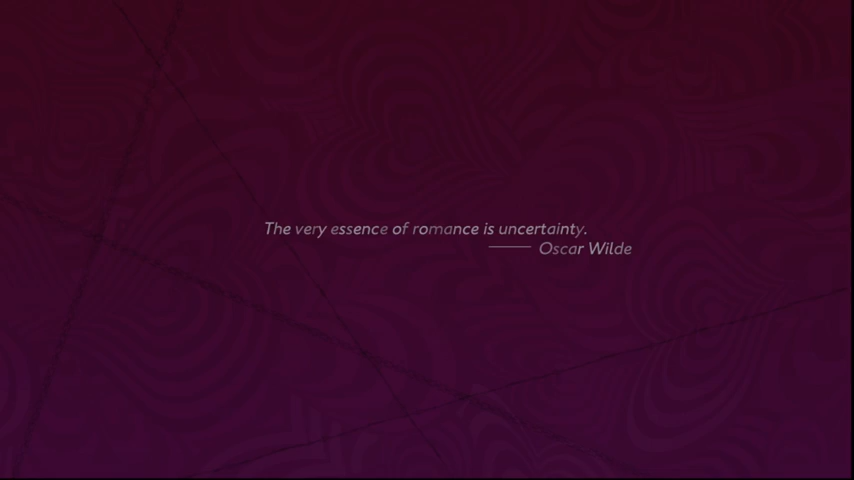 The very essence of romance is uncertainty.
—— Oscar Wilde